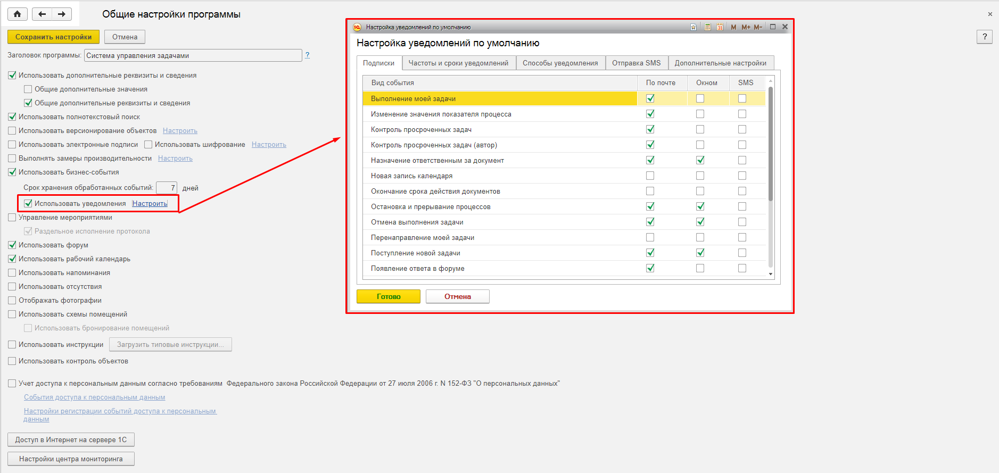 Общие настройки программы
×
Сохранить настройки
Отмена
?
Заголовок программы: Система управления задачами ?
Использовать дополнительные реквизиты и сведения
Общие дополнительные значения
Общие дополнительные реквизиты и сведения
Использовать полнотекстовый поиск
Использовать версионирование объектов Настроить
Использовать электронные подписи Использовать шифрование Настроить
Выполнять замеры производительности Настроить
Использовать бизнес-события
Срок хранения обработанных событий: 7 дней
Использовать уведомления Настроить
Управление мероприятиями
Раздельное исполнение протокола
Использовать форум
Использовать рабочий календарь
Использовать напоминания
Использовать отсутствия
Отображать фотографии
Использовать схемы помещений
Использовать бронирование помещений
Использовать инструкции Загрузить типовые инструкции...
Использовать контроль объектов
Учет доступа к персональным данным согласно требованиям Федерального закона Российской Федерации от 27 июля 2006 г. N 152-ФЗ "О персональных данных"
События доступа к персональным данным
Настройки регистрации событий доступа к персональным
данным
Доступ в Интернет на сервере 1С
Настройки центра мониторинга
1С Настройка уведомлений по умолчанию 31 M M+ M-
Настройка уведомлений по умолчанию
Подписки Частоты и сроки уведомлений Способы уведомления Отправка SMS Дополнительные настройки
Вид события По почте Окном SMS
Выполнение моей задачи
Изменение значения показателя процесса
Контроль просроченных задач
Контроль просроченных задач (автор)
Назначение ответственным за документ
Новая запись календаря
Окончание срока действия документов
Остановка и прерывание процессов
Отмена выполнения задачи
Перенаправление моей задачи
Поступление новой задачи
Появление ответа в форуме
Готово Отмена